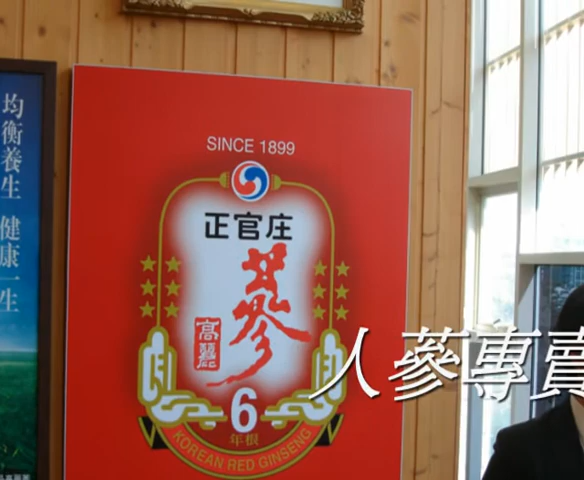 均衡養生 健康一生
SINCE 1899
正官庄
蔘
高麗
6
年根
KOREAN RED GINSENG
人蔘專賣